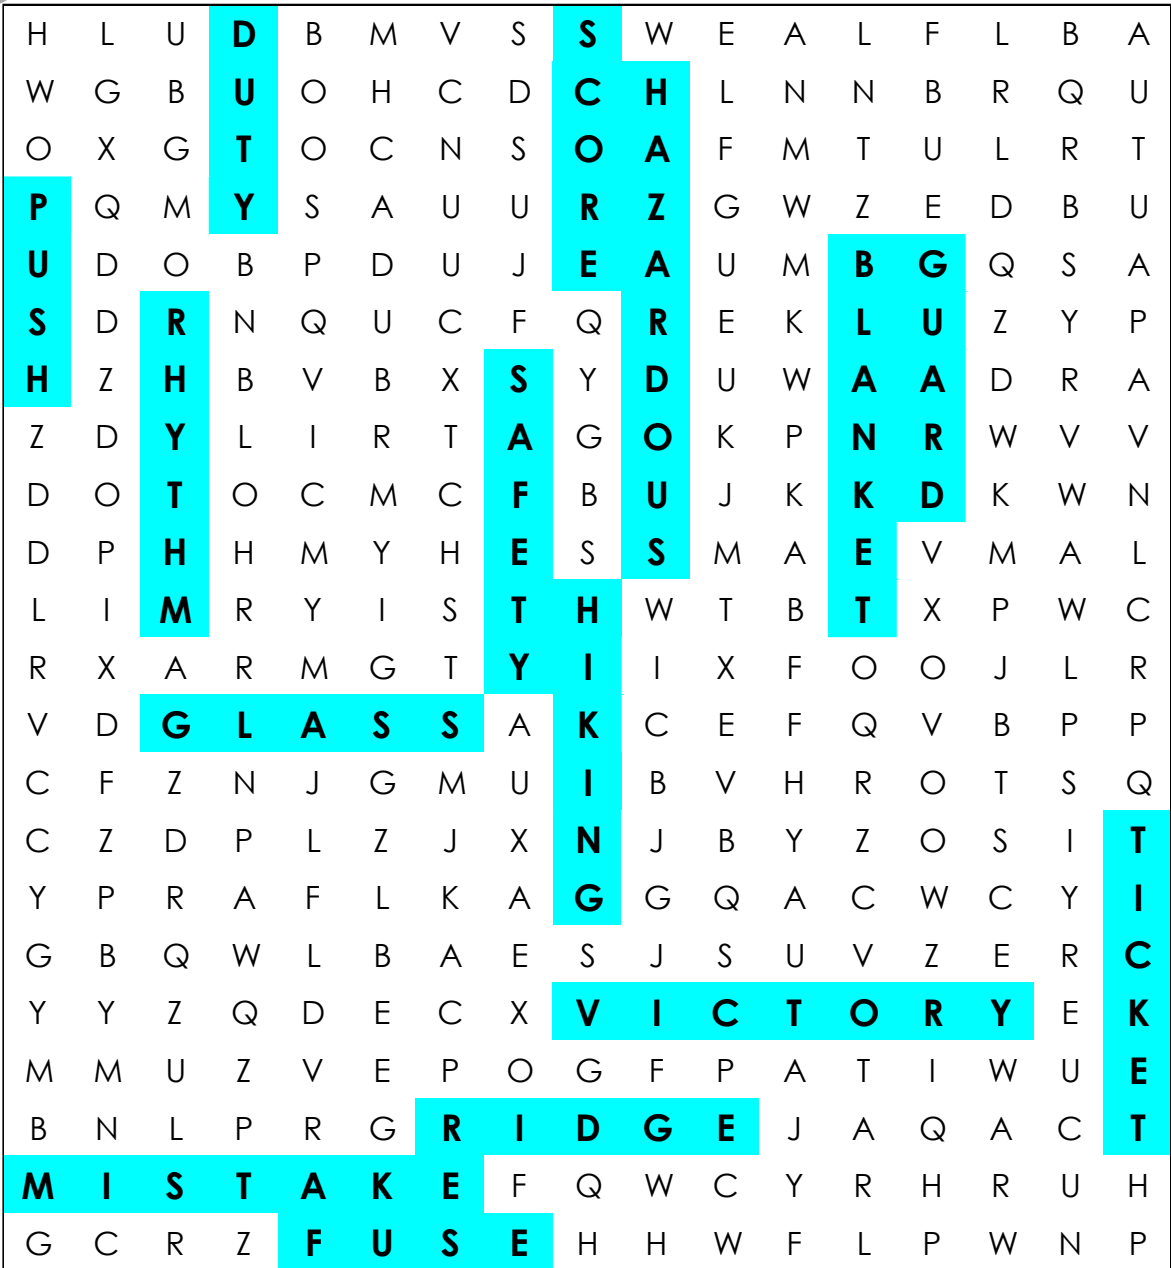 H L U D B M V S S W E A L F L B A
W G B U O H C D C H L N N B R Q U
O X G T O C N S O A F M T U L R T
P Q M Y S A U U R Z G W Z E D B U
U D O B P D U J E A U M B G Q S A
S D R N Q U C F Q R E K L U Z Y P
H Z H B V B X S Y D U W A A D R A
Z D Y L I R T A G O K P N R W V V
D O T O C M C F B U J K K D K W N
D P H H M Y H E S S M A E V M A L
L I M R Y I S T H W T B T X P W C
R X A R M G T Y I I X F O O J L R
V D G L A S S A K C E F Q V B P P
C F Z N J G M U I B V H R O T S Q
C Z D P L Z J X N J B Y Z O S I T
Y P R A F L K A G G Q A C W C Y I
G B Q W L B A E S J S U V Z E R C
Y Y Z Q D E C X V I C T O R Y E K
M M U Z V E P O G F P A T I W U E
B N L P R G R I D G E J A Q A C T
M I S T A K E F Q W C Y R H R U H
G C R Z F U S E H H W F L P W N P